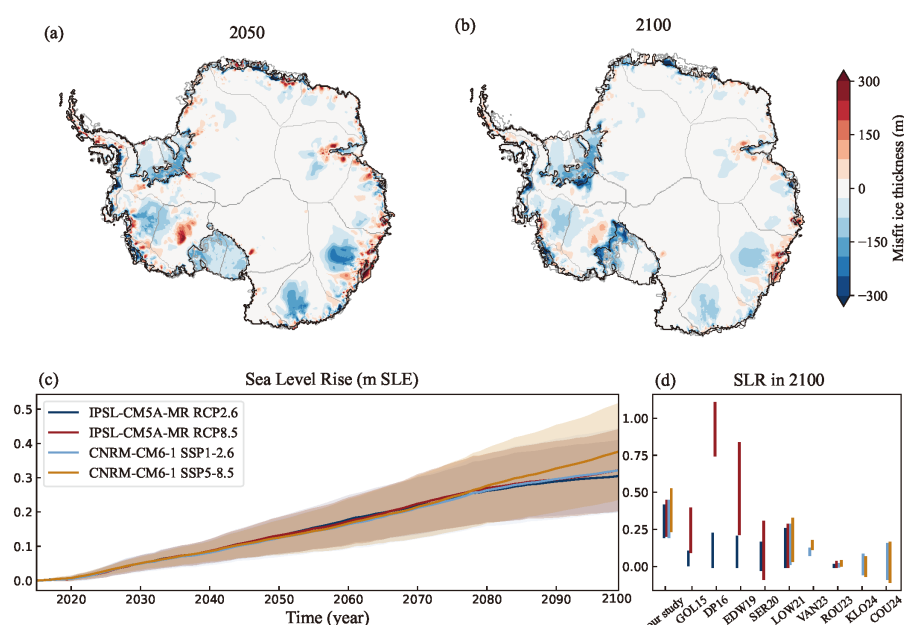 (a)
2050
(b)
2100
300
150
0
−150
−300
Misfit ice thickness (m)
(c)
Sea Level Rise (m SLE)
0.5
0.4
0.3
0.2
0.1
0.0
IPSL-CM5A-MR RCP2.6
IPSL-CM5A-MR RCP8.5
CNRM-CM6-1 SSP1-2.6
CNRM-CM6-1 SSP5-8.5
2020
2030
2040
2050
2060
2070
2080
2090
2100
Time (year)
(d)
SLR in 2100
1.00
0.75
0.50
0.25
0.00
our study
GOL15
DP16
EDW19
SER20
LOW21
VAN23
ROU23
KLO24
COU24